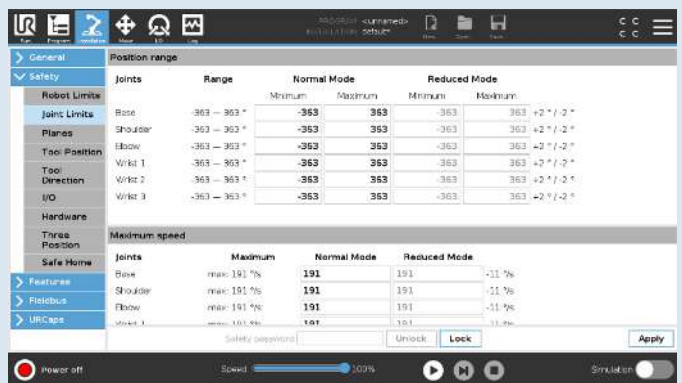 PROGRAM <unnamed>
INSTALLATION default*
Run Program Installation Move I/O Log New Open Save
C C
C C
General
Safety
Robot Limits
Joint Limits
Planes
Tool Position
Tool
Direction
I/O
Hardware
Three
Position
Safe Home
Features
Fieldbus
URCaps
Position range
Joints Range Normal Mode Reduced Mode
Minimum Maximum Minimum Maximum
Base -363 — 363 ° -363 363 -363 363 +2 ° / -2 °
Shoulder -363 — 363 ° -363 363 -363 363 +2 ° / -2 °
Elbow -363 — 363 ° -363 363 -363 363 +2 ° / -2 °
Wrist 1 -363 — 363 ° -363 363 -363 363 +2 ° / -2 °
Wrist 2 -363 — 363 ° -363 363 -363 363 +2 ° / -2 °
Wrist 3 -363 — 363 ° -363 363 -363 363 +2 ° / -2 °
Maximum speed
Joints Maximum Normal Mode Reduced Mode
Base max: 191 °/s 191 191 -11 °/s
Shoulder max: 191 °/s 191 191 -11 °/s
Elbow max: 191 °/s 191 191 -11 °/s
Wrist 1 max: 191 °/s 191 191 -11 °/s
Safety password Unlock Lock Apply
Power off Speed 100% Simulation